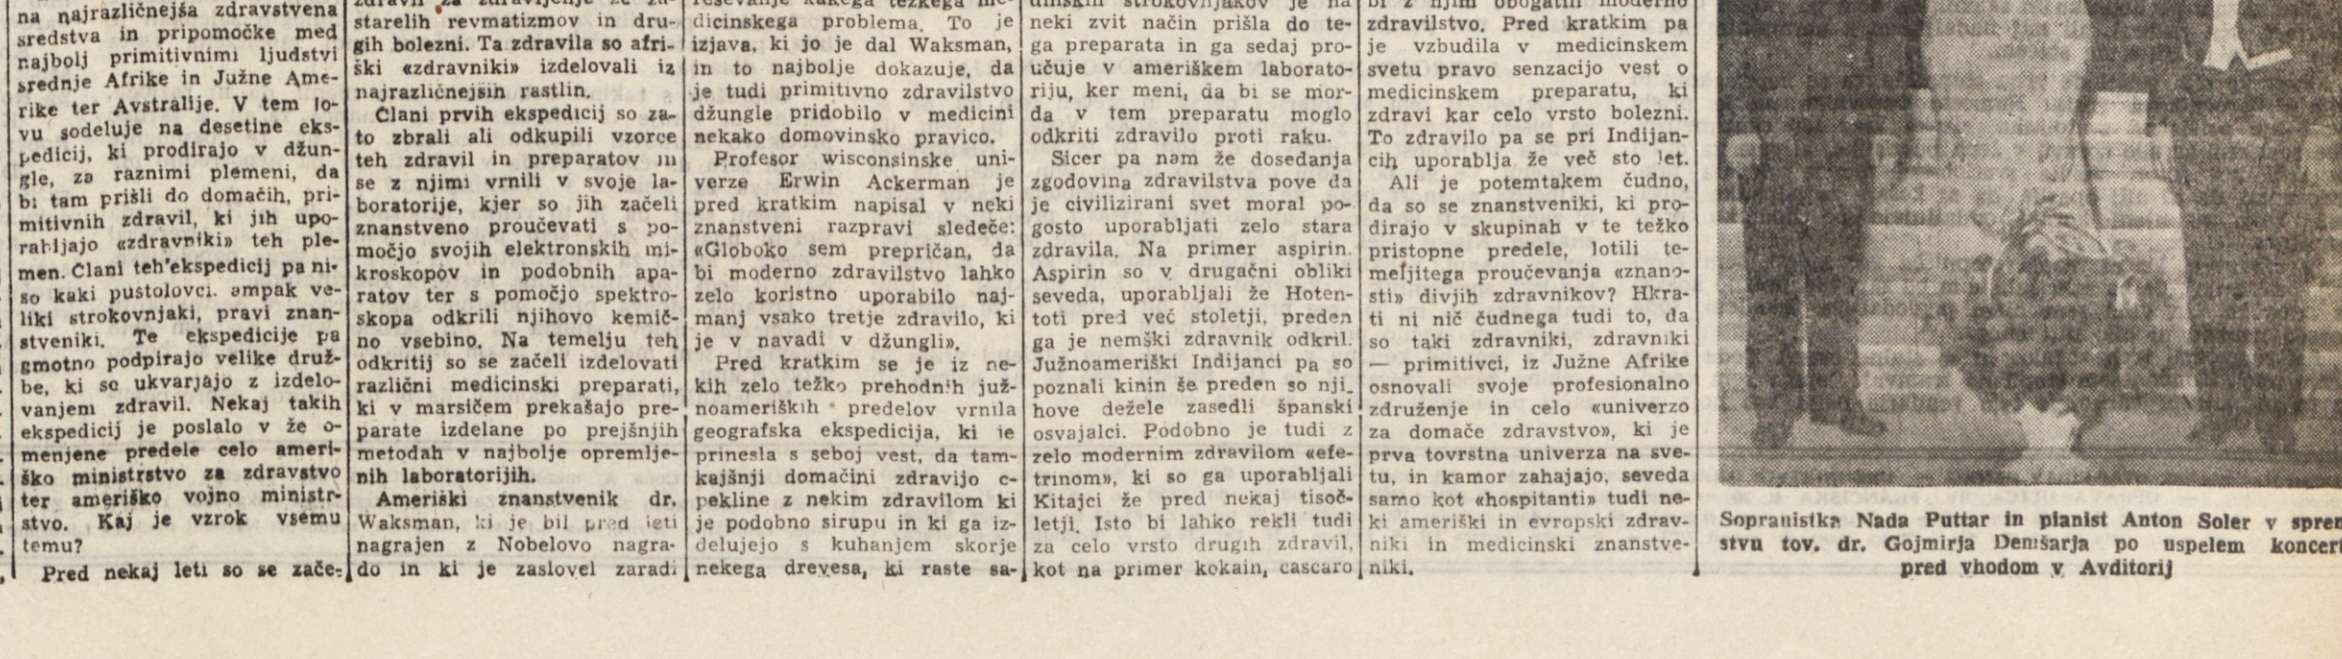 na najrazličnejša zdravstvena
sredstva in pripomočke med
najbolj primitivnimi ljudstvi
srednje Afrike in Južne Ame-
rike ter Avstralije. V tem lo-
vu sodeluje na desetine eks-
pedicij, ki prodirajo v džun-
gle, za raznimi plemeni, da
bi tam prišli do domačih, pri-
mitivnih zdravil, ki jih upo-
rabljajo «zdravniki» teh ple-
men. Člani teh ekspedicij pa ni-
so kaki pustolovci. ampak ve-
liki strokovnjaki, pravi znan-
stveniki. Te ekspedicije pa
gmotno podpirajo velike druž-
be, ki se ukvarjajo z izdelo-
vanjem zdravil. Nekaj takih
ekspedicij je poslalo v že o-
menjene predele celo ameri-
ško ministrstvo za zdravstvo
ter ameriško vojno ministr-
stvo. Kaj je vzrok vsemu
temu?
Pred nekaj leti so se zače-
starelih revmatizmov in dru-
gih bolezni. Ta zdravila so afri-
ški «zdravniki» izdelovali iz
najrazličnejših rastlin.
Člani prvih ekspedicij so za-
to zbrali ali odkupili vzorce
teh zdravil in preparatov in
se z njimi vrnili v svoje la-
boratorije, kjer so jih začeli
znanstveno proučevati s po-
močjo svojih elektronskih mi-
kroskopov in podobnih apa-
ratov ter s pomočjo spektro-
skopa odkrili njihovo kemič-
no vsebino. Na temelju teh
odkritij so se začeli izdelovati
različni medicinski preparati,
ki v marsičem prekašajo pre-
parate izdelane po prejšnjih
metodah v najbolje opremlje-
nih laboratorijih.
Ameriški znanstvenik dr.
Waksman, ki je bil pred leti
nagrajen z Nobelovo nagra-
do in ki je zaslovel zaradi
reševanje kakega težkega me-
dicinskega problema. To je
izjava, ki jo je dal Waksman,
in to najbolje dokazuje, da
je tudi primitivno zdravilstvo
džungle pridobilo v medicini
nekako domovinsko pravico.
Profesor wisconsinske uni-
verze Erwin Ackerman je
pred kratkim napisal v neki
znanstveni razpravi sledeče:
«Globoko sem prepričan, da
bi moderno zdravilstvo lahko
zelo koristno uporabilo naj-
manj vsako tretje zdravilo, ki
je v navadi v džungli».
Pred kratkim se je iz ne-
kih zelo težko prehodnih juž-
noameriških predelov vrnila
geografska ekspedicija, ki je
prinesla s seboj vest, da tam-
kajšnji domačini zdravijo o-
pekline z nekim zdravilom ki
je podobno sirupu in ki ga iz-
delujejo s kuhanjem skorje
nekega drevesa, ki raste sa-
dinskih strokovnjakov je na
neki zvit način prišla do te-
ga preparata in ga sedaj pro-
učuje v ameriškem laborato-
riju, ker meni, da bi se mor-
da v tem preparatu moglo
odkriti zdravilo proti raku.
Sicer pa nam že dosedanja
zgodovina zdravilstva pove da
je civilizirani svet moral po-
gosto uporabljati zelo stara
zdravila. Na primer aspirin.
Aspirin so v drugačni obliki
seveda, uporabljali že Hoten-
toti pred več stoletji, preden
ga je nemški zdravnik odkril.
Južnoameriški Indijanci pa so
poznali kinin še preden so nji-
hove dežele zasedli španski
osvajalci. Podobno je tudi z
zelo modernim zdravilom «efe-
trinom», ki so ga uporabljali
Kitajci že pred nekaj tisoč-
letji. Isto bi lahko rekli tudi
za celo vrsto drugih zdravil,
kot na primer kokain, cascaro
bi z njim obogatili moderno
zdravilstvo. Pred kratkim pa
je vzbudila v medicinskem
svetu pravo senzacijo vest o
medicinskem preparatu, ki
zdravi kar celo vrsto bolezni.
To zdravilo pa se pri Indijan-
cih uporablja že več sto let.
Ali je potemtakem čudno,
da so se znanstveniki, ki pro-
dirajo v skupinah v te težko
pristopne predele, lotili te-
meljitega proučevanja «znano-
sti» divjih zdravnikov? Hkra-
ti ni nič čudnega tudi to, da
so taki zdravniki, zdravniki
— primitivci, iz Južne Afrike
osnovali svoje profesionalno
združenje in celo «univerzo
za domače zdravstvo», ki je
prva tovrstna univerza na sve-
tu, in kamor zahajajo, seveda
samo kot «hospitanti» tudi ne-
ki ameriški in evropski zdrav-
niki in medicinski znanstve-
niki.
Sopranistka Nada Puttar in pianist Anton Soler v sprem
stvu tov. dr. Gojmirja Demšarja po uspelem koncert
pred vhodom v Avditorij